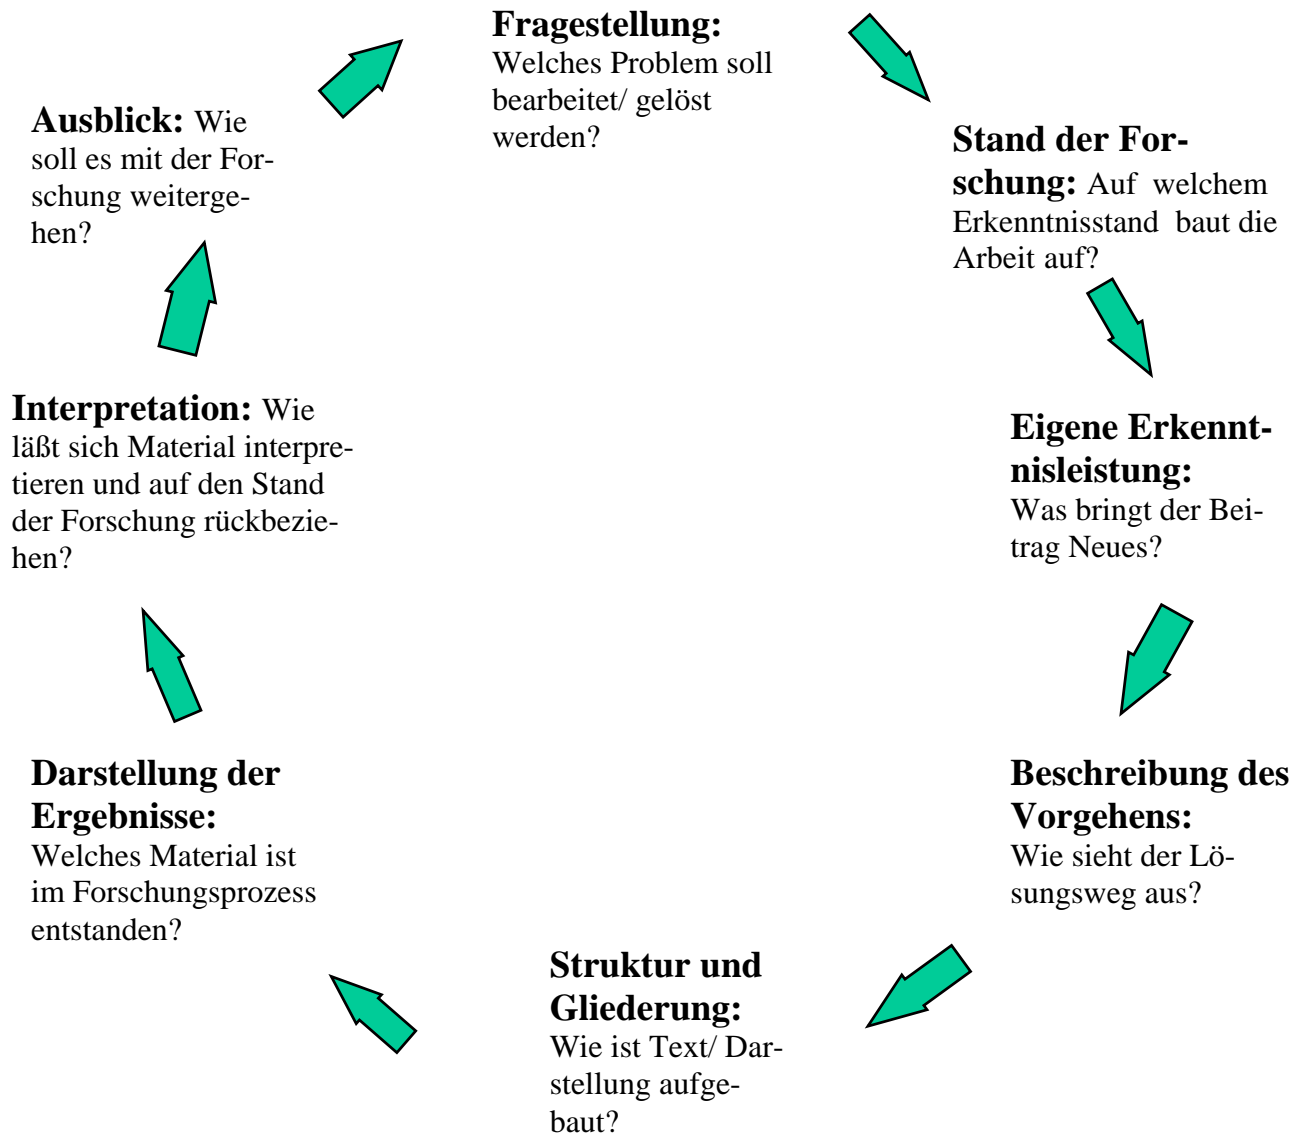 Fragestellung:
Welches Problem soll
bearbeitet/ gelöst
werden?
Stand der For-
schung: Auf  welchem
Erkenntnisstand  baut die
Arbeit auf?
Eigene Erkennt-
nisleistung:
Was bringt der Bei-
trag Neues?
Beschreibung des
Vorgehens:
Wie sieht der Lö-
sungsweg aus?
Struktur und
Gliederung:
Wie ist Text/ Dar-
stellung aufge-
baut?
Darstellung der
Ergebnisse:
Welches Material ist
im Forschungsprozess
entstanden?
Interpretation: Wie
läßt sich Material interpre-
tieren und auf den Stand
der Forschung rückbezie-
hen?
Ausblick: Wie
soll es mit der For-
schung weiterge-
hen?